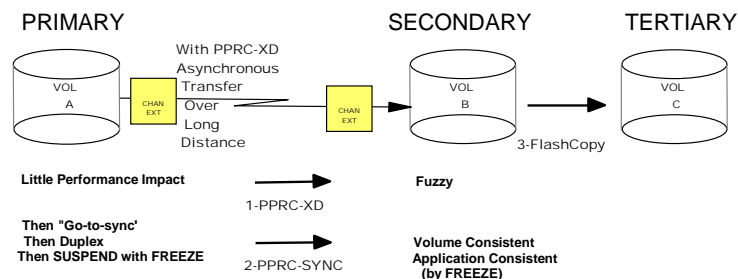 PRIMARY
SECONDARY
TERTIARY
With PPRC-XD
Asynchronous
Transfer
Over
Long
Distance
VOL
A
CHAN
EXT
CHAN
EXT
VOL
B
VOL
C
3-FlashCopy
Little Performance Impact
Fuzzy
1-PPRC-XD
Then "Go-to-sync'
Then Duplex
Then SUSPEND with FREEZE
2-PPRC-SYNC
Volume Consistent
Application Consistent
(by FREEZE)